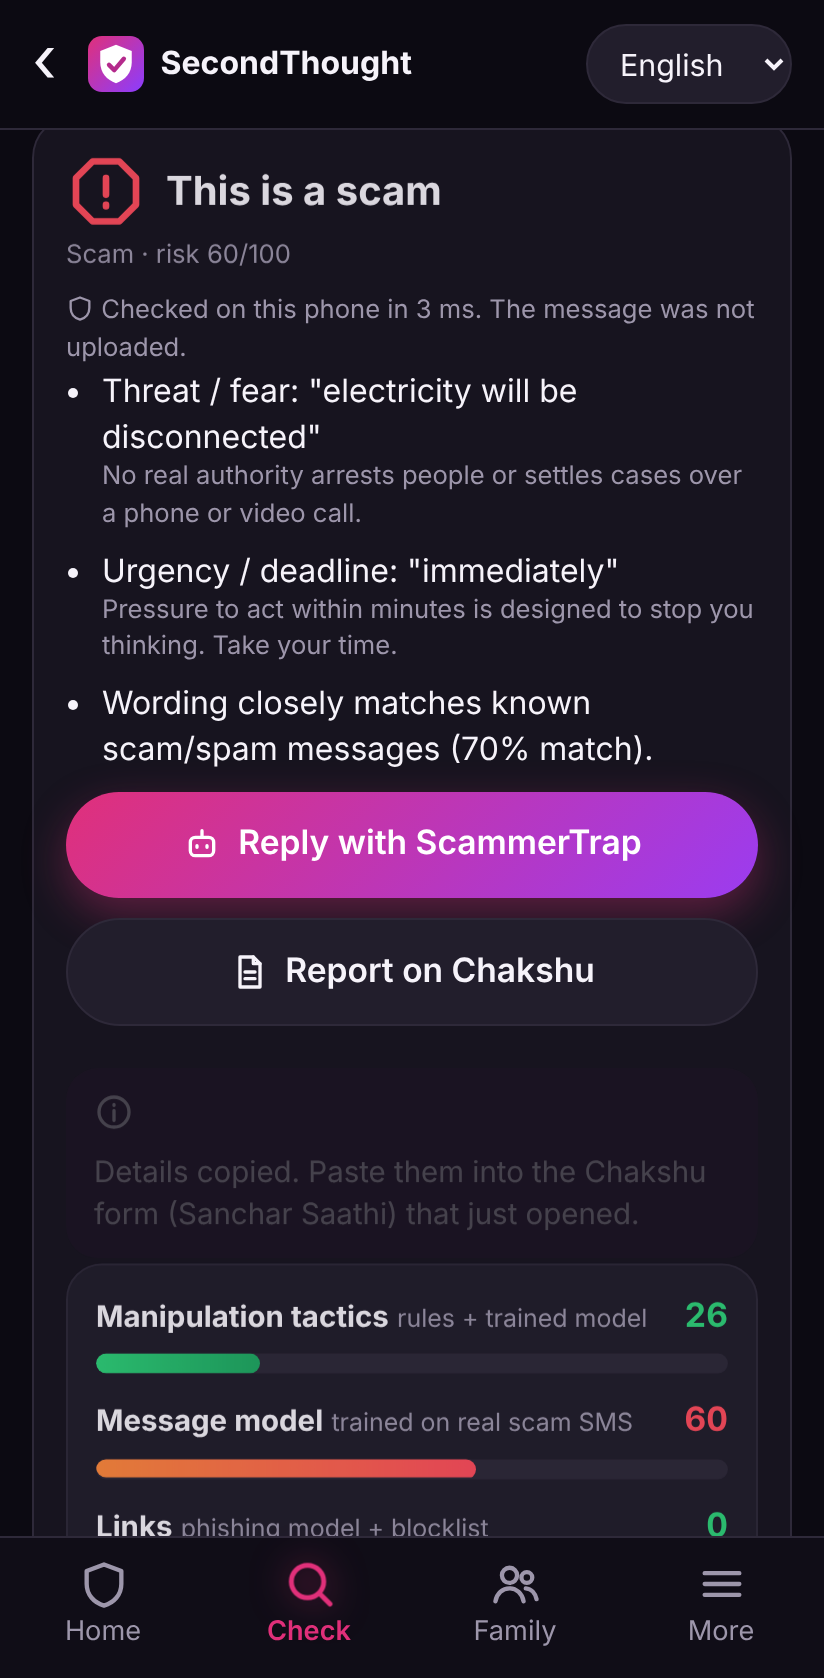 SecondThought
English
This is a scam
Scam · risk 60/100
Checked on this phone in 3 ms. The message was not
uploaded.
• Threat / fear: "electricity will be
disconnected"
No real authority arrests people or settles cases over
a phone or video call.
• Urgency / deadline: "immediately"
Pressure to act within minutes is designed to stop you
thinking. Take your time.
• Wording closely matches known
scam/spam messages (70% match).
Reply with ScammerTrap
Report on Chakshu
Details copied. Paste them into the Chakshu
form (Sanchar Saathi) that just opened.
Manipulation tactics rules + trained model 26
Message model trained on real scam SMS 60
Links phishing model + blocklist 0
Home Check Family More